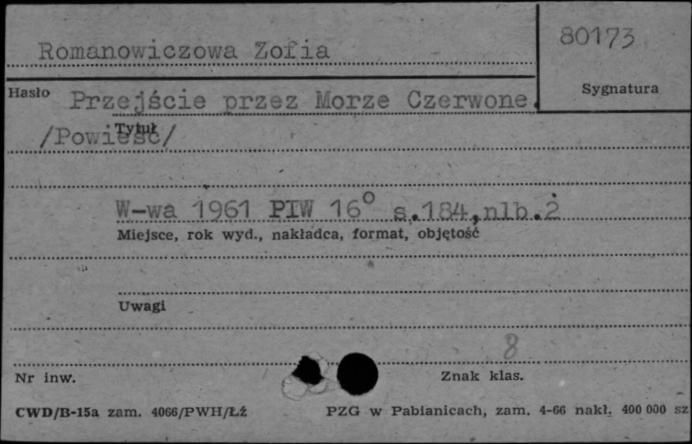 Romanowiczowa Zofia
80173
Sygnatura
Hasło
Przejście przez Morze Czerwone.
Tytuł
/Powieść/
W-wa 1961 PIW 16° s.184,nlb.2
Miejsce, rok wyd., nakładca, format, objętość
Uwagi
8
Nr inw.
Znak klas.
CWD/B-15a zam. 4066/PWH/Łź
PZG w Pabianicach, zam. 4-66 nakł. 400 000 sz